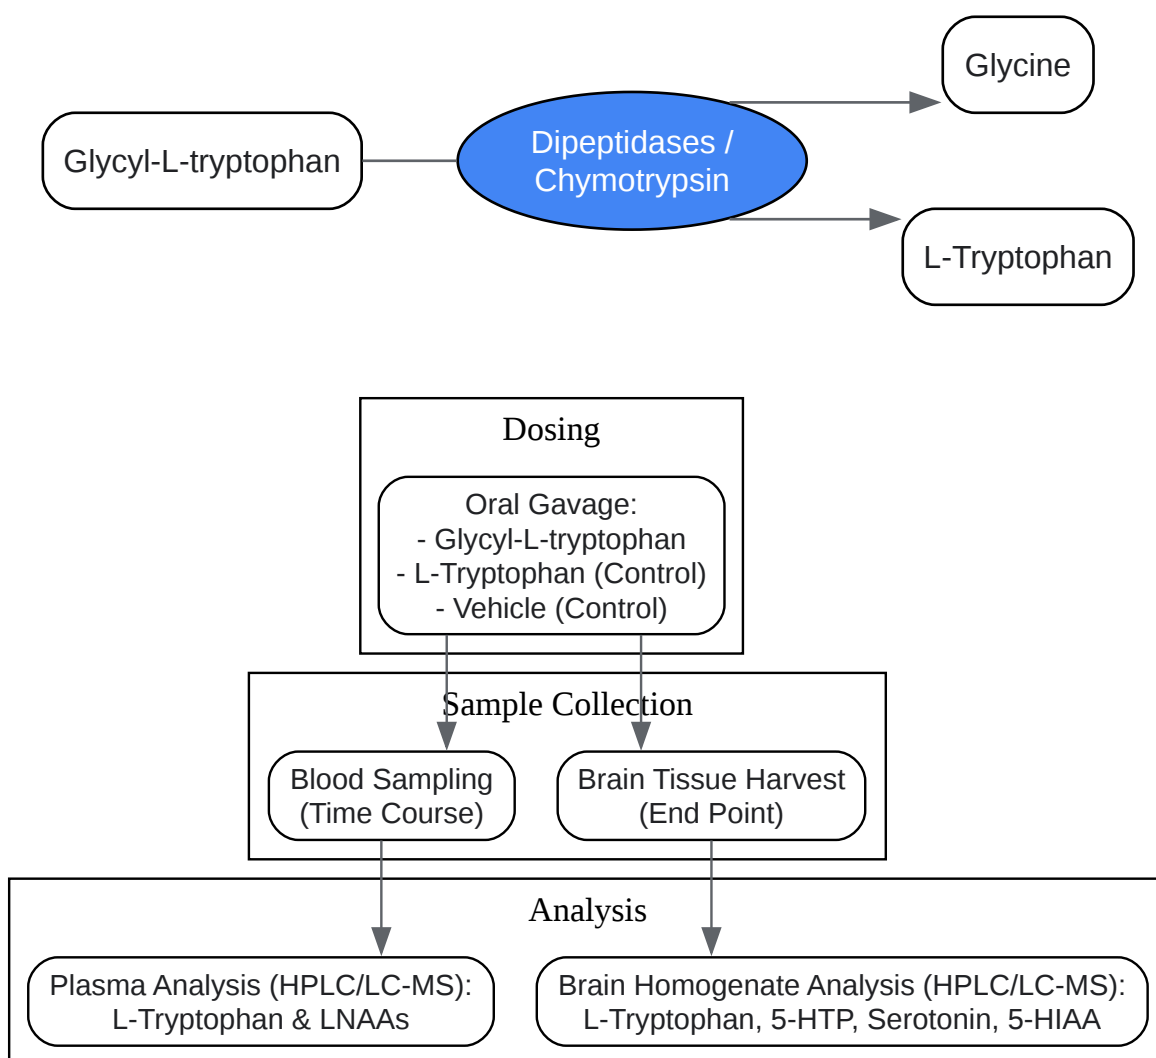 Glycine
Glycyl-L-tryptophan
Dipeptidases /
Chymotrypsin
L-Tryptophan
Dosing
Oral Gavage:
- Glycyl-L-tryptophan
- L-Tryptophan (Control)
- Vehicle (Control)
Sample Collection
Blood Sampling
(Time Course)
Brain Tissue Harvest
(End Point)
Analysis
Plasma Analysis (HPLC/LC-MS):
L-Tryptophan & LNAAs
Brain Homogenate Analysis (HPLC/LC-MS):
L-Tryptophan, 5-HTP, Serotonin, 5-HIAA